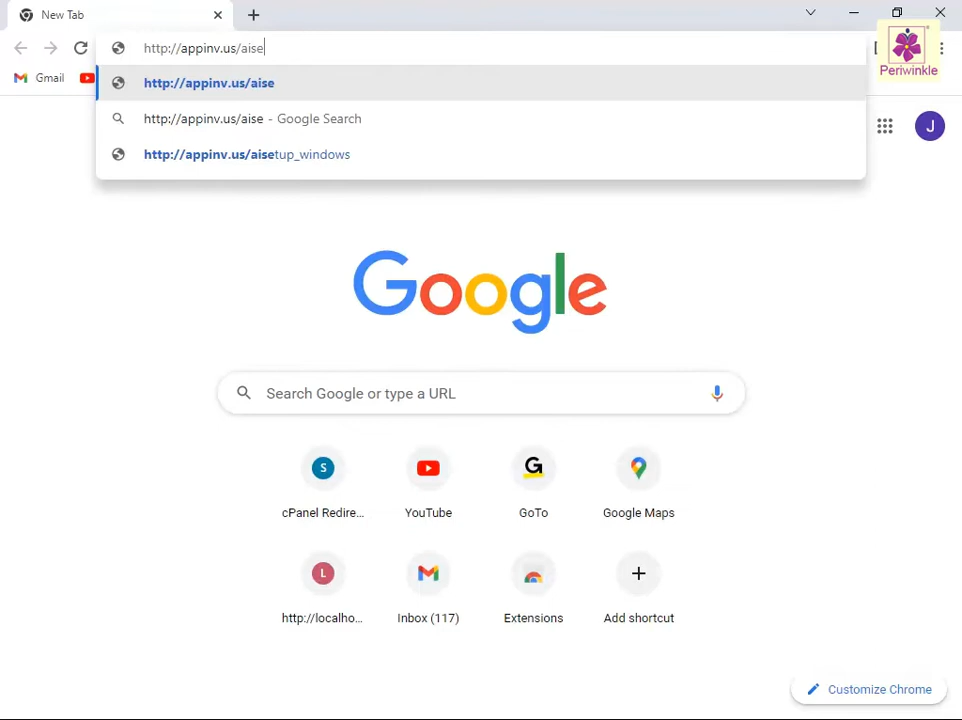 New Tab
http://appinv.us/aise
Gmail
Periwinkle
http://appinv.us/aise
http://appinv.us/aise - Google Search
http://appinv.us/aisetup_windows
J
Google
Search Google or type a URL
S
G
cPanel Redire...
YouTube
GoTo
Google Maps
L
http://localho...
Inbox (117)
Extensions
Add shortcut
Customize Chrome